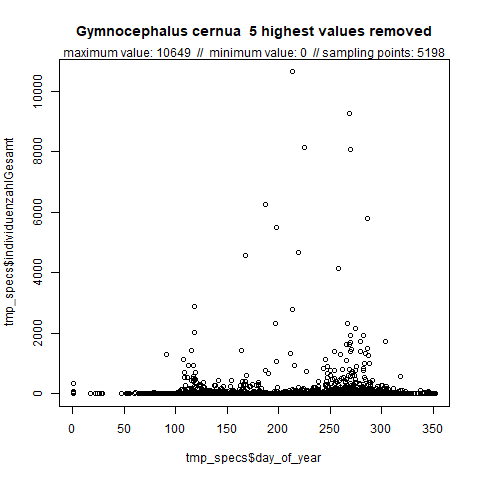 Gymnocephalus cernua  5 highest values removed
maximum value: 10649  //  minimum value: 0  // sampling points: 5198
tmp_specs$individuenzahlGesamt
10000
8000
6000
4000
2000
0
0 50 100 150 200 250 300 350
tmp_specs$day_of_year